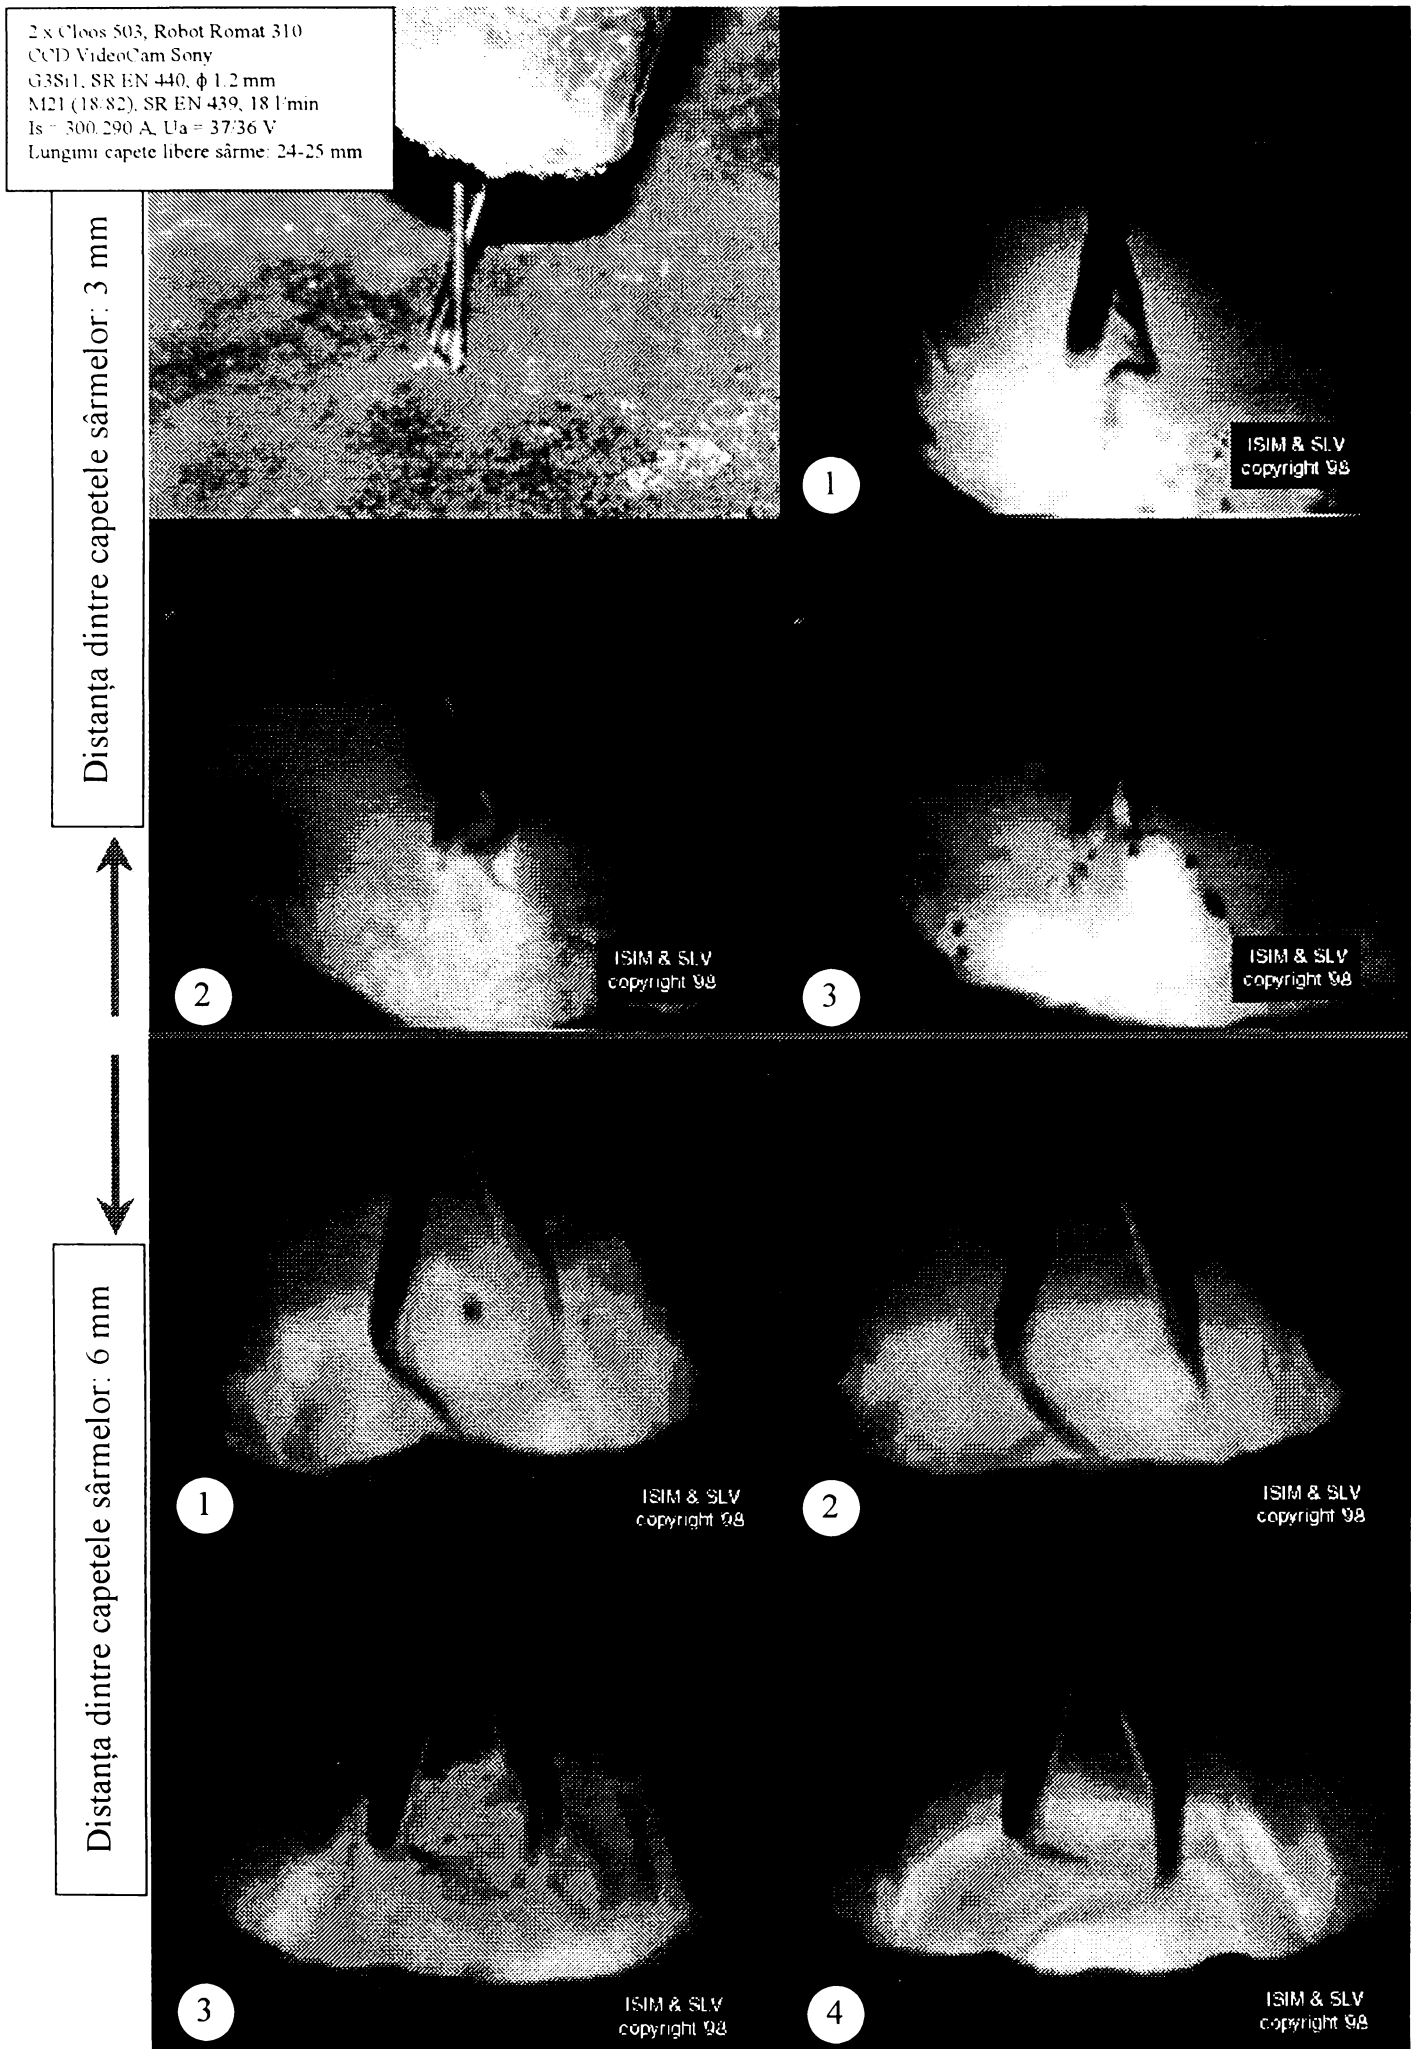 2 x Cloos 503, Robot Romat 310
CCD VideoCam Sony
G3Si1, SR EN 440, ϕ 1.2 mm
M21 (18/82), SR EN 439, 18 l/min
Is = 300/290 A, Ua = 37/36 V
Lungimi capete libere sârme: 24-25 mm
Distanța dintre capetele sârmelor: 3 mm
1
ISIM & SLV
copyright '98
2
ISIM & SLV
copyright '98
3
ISIM & SLV
copyright '98
Distanța dintre capetele sârmelor: 6 mm
1
ISIM & SLV
copyright '98
2
ISIM & SLV
copyright '98
3
ISIM & SLV
copyright '98
4
ISIM & SLV
copyright '98